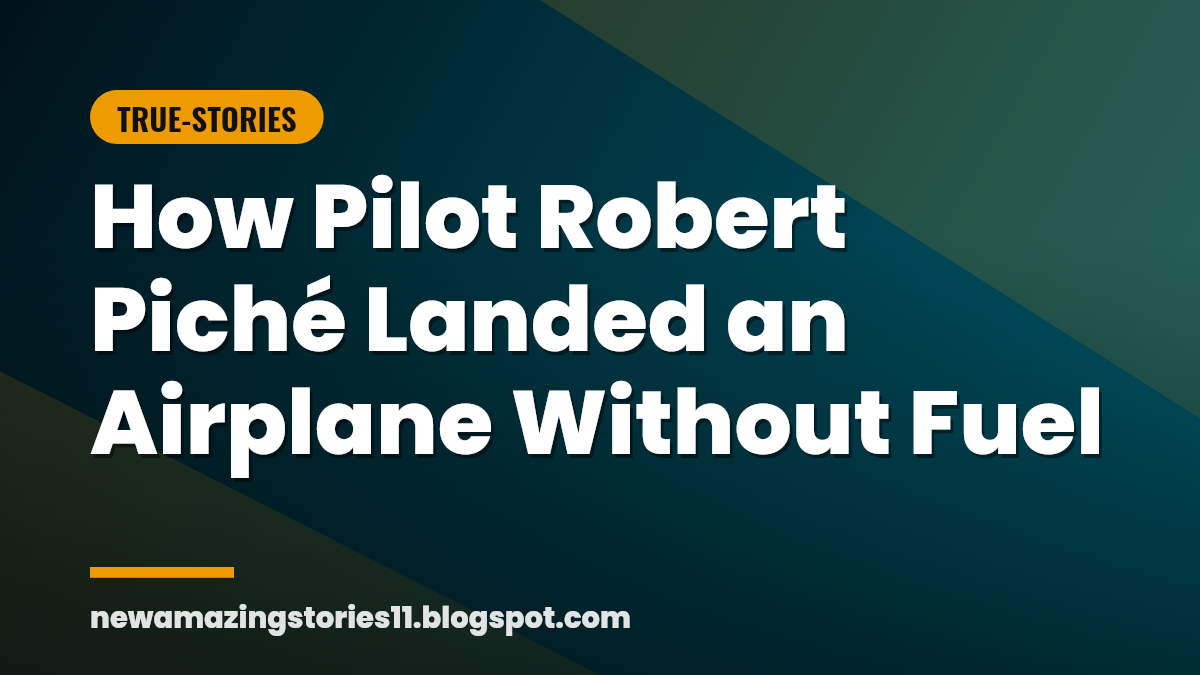 TRUE-STORIES
How Pilot Robert
Piché Landed an
Airplane Without Fuel
newamazingstories11.blogspot.com